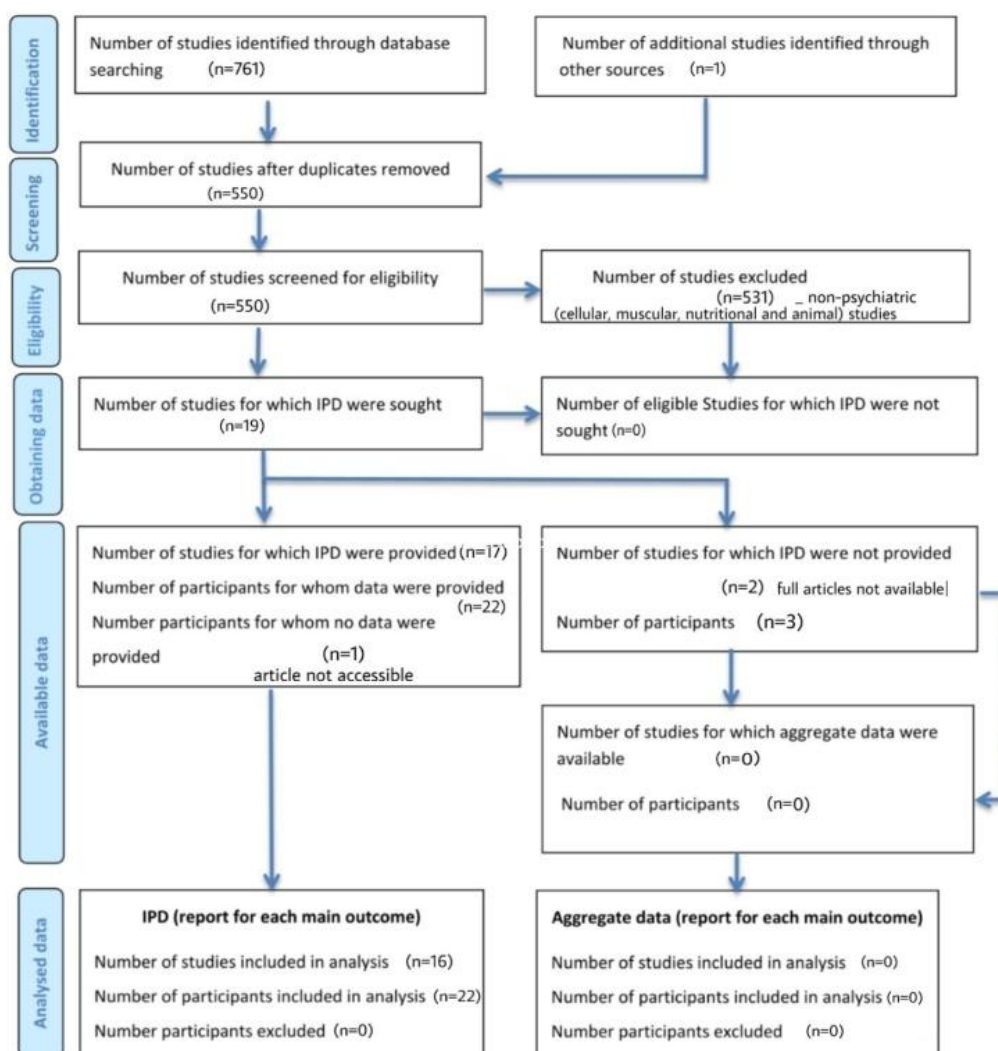 Identification
Number of studies identified through database
searching (n=761)
Number of additional studies identified through
other sources (n=1)
Screening
Number of studies after duplicates removed
(n=550)
Eligibility
Number of studies screened for eligibility
(n=550)
Number of studies excluded
(n=531) _ non-psychiatric
(cellular, muscular, nutritional and animal) studies
Obtaining data
Number of studies for which IPD were sought
(n=19)
Number of eligible Studies for which IPD were not
sought (n=0)
Available data
Number of studies for which IPD were provided (n=17)
Number of participants for whom data were provided
(n=22)
Number participants for whom no data were
provided (n=1)
article not accessible
Number of studies for which IPD were not provided
(n=2) full articles not available|
Number of participants (n=3)
Number of studies for which aggregate data were
available (n=0)
Number of participants (n=0)
Analysed data
IPD (report for each main outcome)
Number of studies included in analysis (n=16)
Number of participants included in analysis (n=22)
Number participants excluded (n=0)
Aggregate data (report for each main outcome)
Number of studies included in analysis (n=0)
Number of participants included in analysis (n=0)
Number participants excluded (n=0)